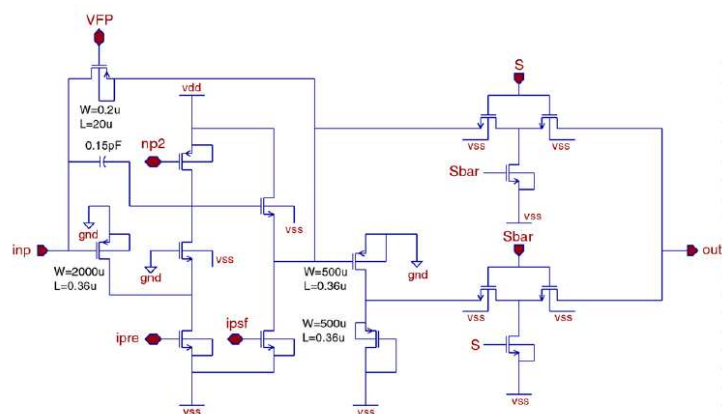 VFP
S
vdd
W=0.2u
L=20u
0.15pF
np2
vss
vss
Sbar
vss
vss
Sbar
gnd
inp
vss
gnd
W=2000u
L=0.36u
W=500u
L=0.36u
gnd
out
W=500u
L=0.36u
vss
vss
ipre
ipsf
S
vss
vss
vss